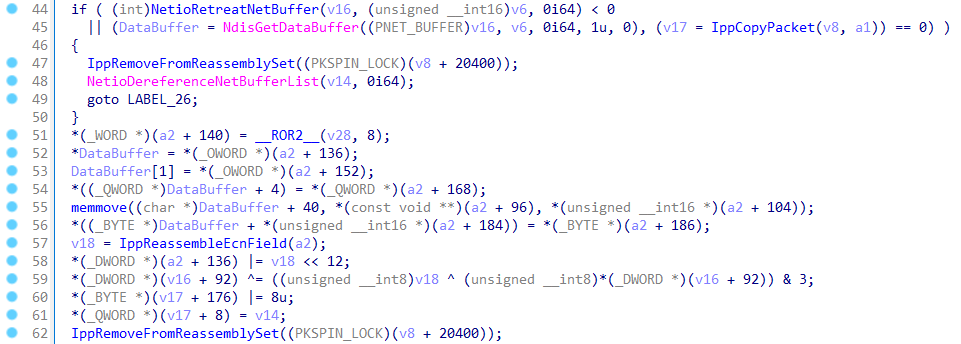 44 if ( (int)NetioRetreatNetBuffer(v16, (unsigned __int16)v6, 0i64) < 0
45 || (DataBuffer = NdisGetDataBuffer((PNET_BUFFER)v16, v6, 0i64, 1u, 0), (v17 = IppCopyPacket(v8, a1)) == 0) )
46 {
47 IppRemoveFromReassemblySet((PKSPIN_LOCK)(v8 + 20400));
48 NetioDereferenceNetBufferList(v14, 0i64);
49 goto LABEL_26;
50 }
51 *(_WORD *)(a2 + 140) = __ROR2__(v28, 8);
52 *DataBuffer = *(_OWORD *)(a2 + 136);
53 DataBuffer[1] = *(_OWORD *)(a2 + 152);
54 *((_QWORD *)DataBuffer + 4) = *(_QWORD *)(a2 + 168);
55 memmove((char *)DataBuffer + 40, *(const void **)(a2 + 96), *(unsigned __int16 *)(a2 + 104));
56 *((_BYTE *)DataBuffer + *(unsigned __int16 *)(a2 + 184)) = *(_BYTE *)(a2 + 186);
57 v18 = IppReassembleEcnField(a2);
58 *(_DWORD *)(a2 + 136) |= v18 << 12;
59 *(_DWORD *)(v16 + 92) ^= ((unsigned __int8)v18 ^ (unsigned __int8)*(_DWORD *)(v16 + 92)) & 3;
60 *(_BYTE *)(v17 + 176) |= 8u;
61 *(_QWORD *)(v17 + 8) = v14;
62 IppRemoveFromReassemblySet((PKSPIN_LOCK)(v8 + 20400));